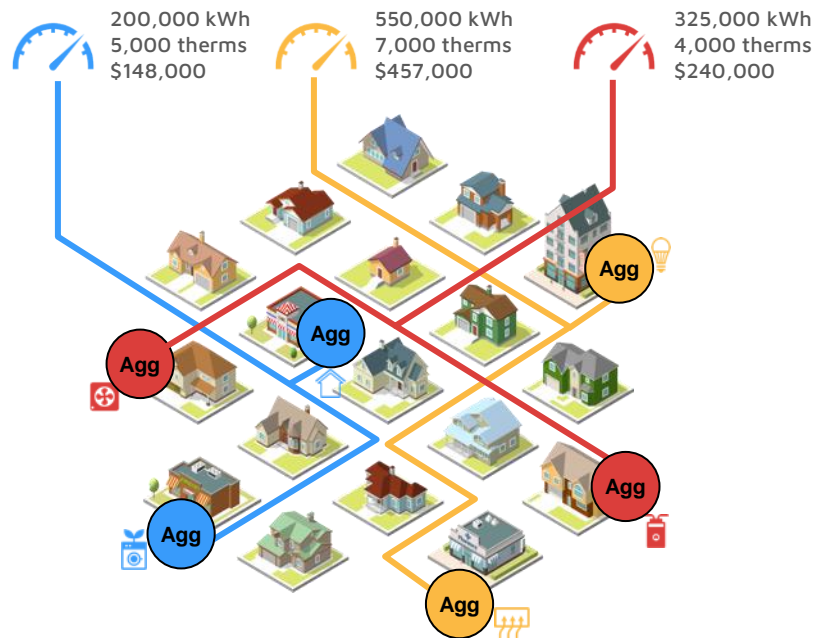 200,000 kWh
5,000 therms
$148,000
550,000 kWh
7,000 therms
$457,000
325,000 kWh
4,000 therms
$240,000
Agg
Agg
Agg
Agg
Agg
Agg